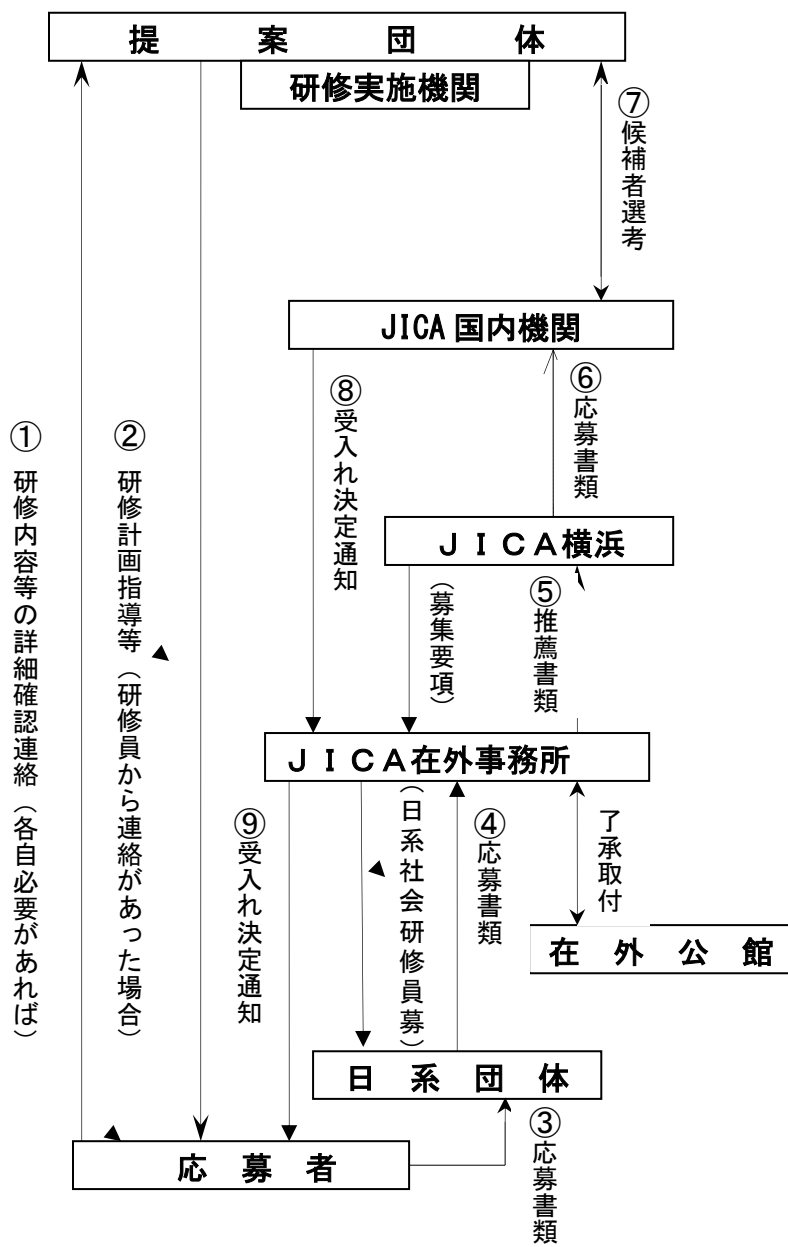 提案団体
研修実施機関
⑦候補者選考
JICA国内機関
⑧受入れ決定通知
⑥応募書類
①研修内容等の詳細確認連絡（各自必要があれば）
②研修計画指導等（研修員から連絡があった場合）
JICA横浜
（募集要項）
⑤推薦書類
JICA在外事務所
⑨受入れ決定通知
（日系社会研修員募）
④応募書類
了承取付
在外公館
日系団体
③応募書類
応募者